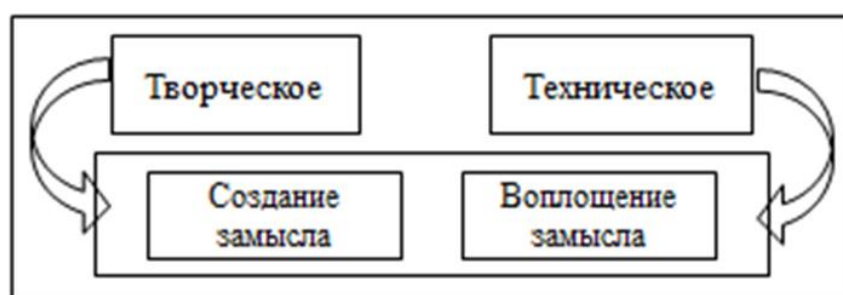 Творческое
Техническое
Создание
замысла
Воплощение
замысла